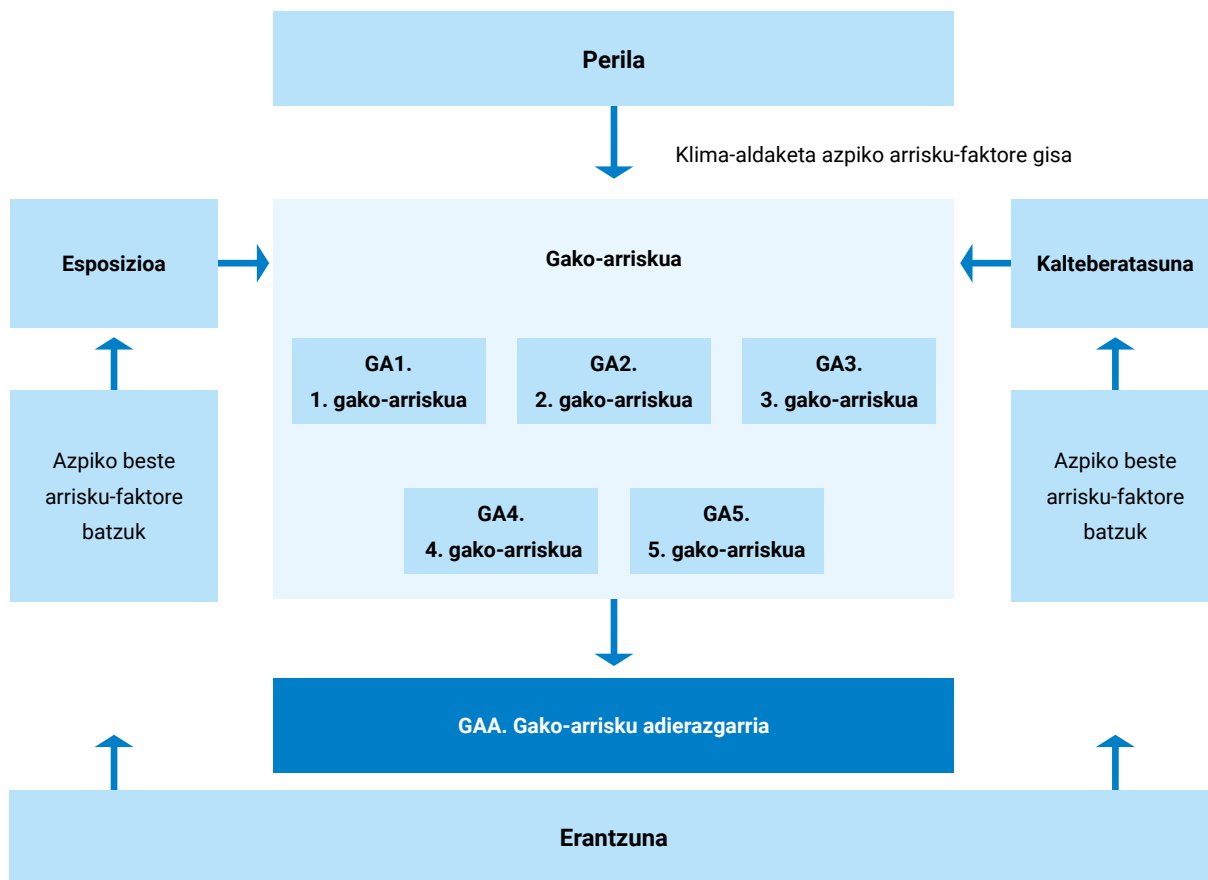 Perila
Klima-aldaketa azpiko arrisku-faktore gisa
Esposizioa
Gako-arriskua
Kalteberatasuna
GA1.
1. gako-arriskua
GA2.
2. gako-arriskua
GA3.
3. gako-arriskua
Azpiko beste
arrisku-faktore
batzuk
GA4.
4. gako-arriskua
GA5.
5. gako-arriskua
Azpiko beste
arrisku-faktore
batzuk
GAA. Gako-arrisku adierazgarria
Erantzuna